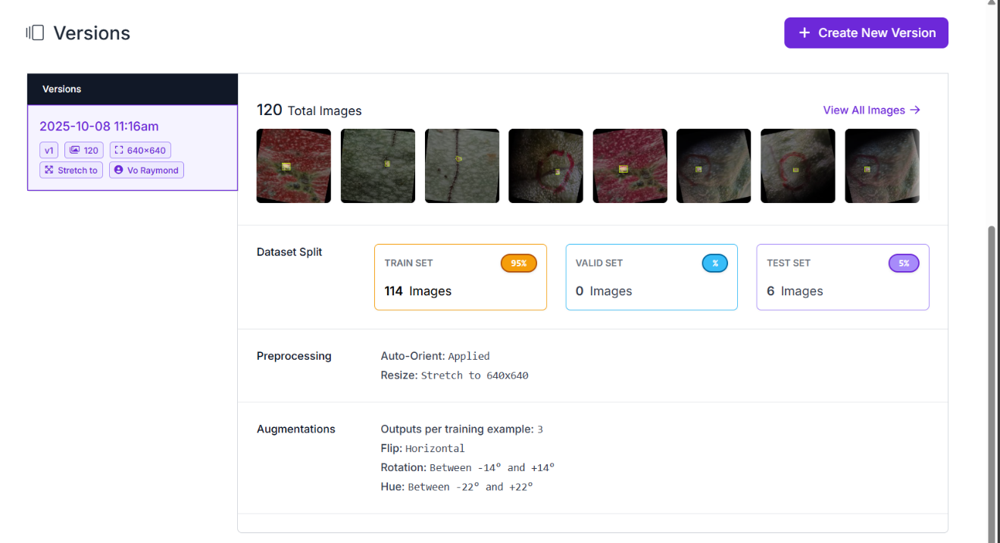 Versions
+ Create New Version
Versions
2025-10-08 11:16am
v1 120 640×640
Stretch to Vo Raymond
120 Total Images
View All Images →
Dataset Split
TRAIN SET 95%
114 Images
VALID SET %
0 Images
TEST SET 5%
6 Images
Preprocessing
Auto-Orient: Applied
Resize: Stretch to 640x640
Augmentations
Outputs per training example: 3
Flip: Horizontal
Rotation: Between -14° and +14°
Hue: Between -22° and +22°